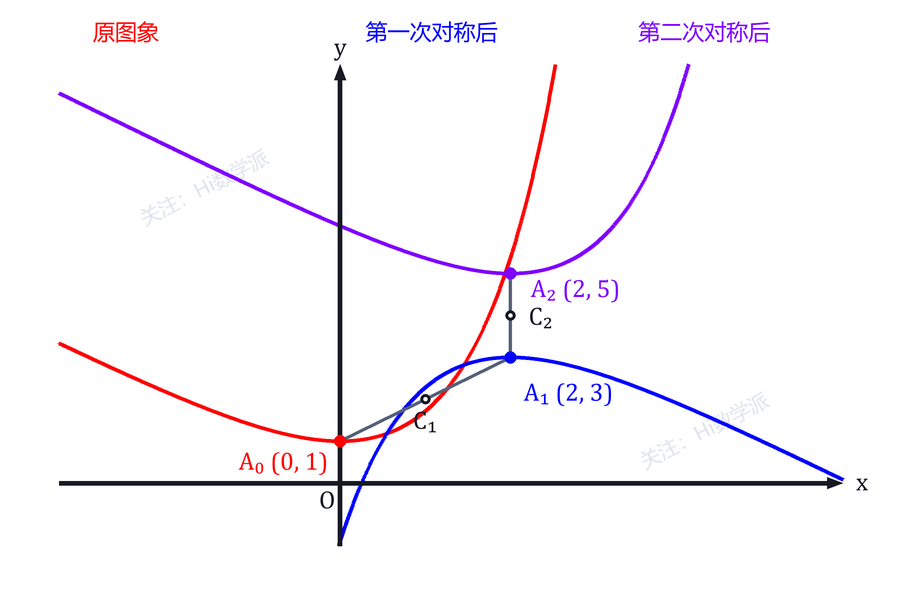 原图象
第一次对称后
第二次对称后
y
关注：Hi数学派
A₂ (2, 5)
C₂
A₁ (2, 3)
C₁
关注：Hi数学派
A₀ (0, 1)
O
x